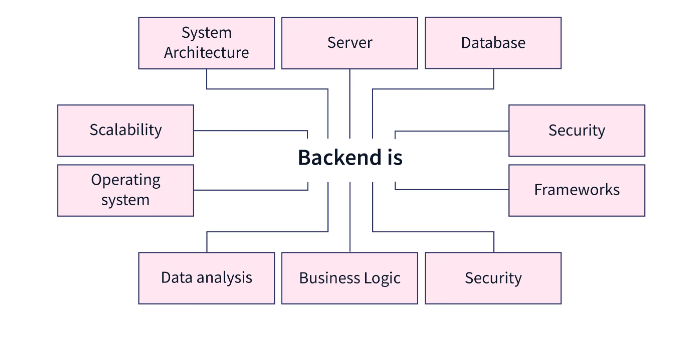 System
Architecture
Server
Database
Scalability
Security
Backend is
Operating
system
Frameworks
Data analysis
Business Logic
Security